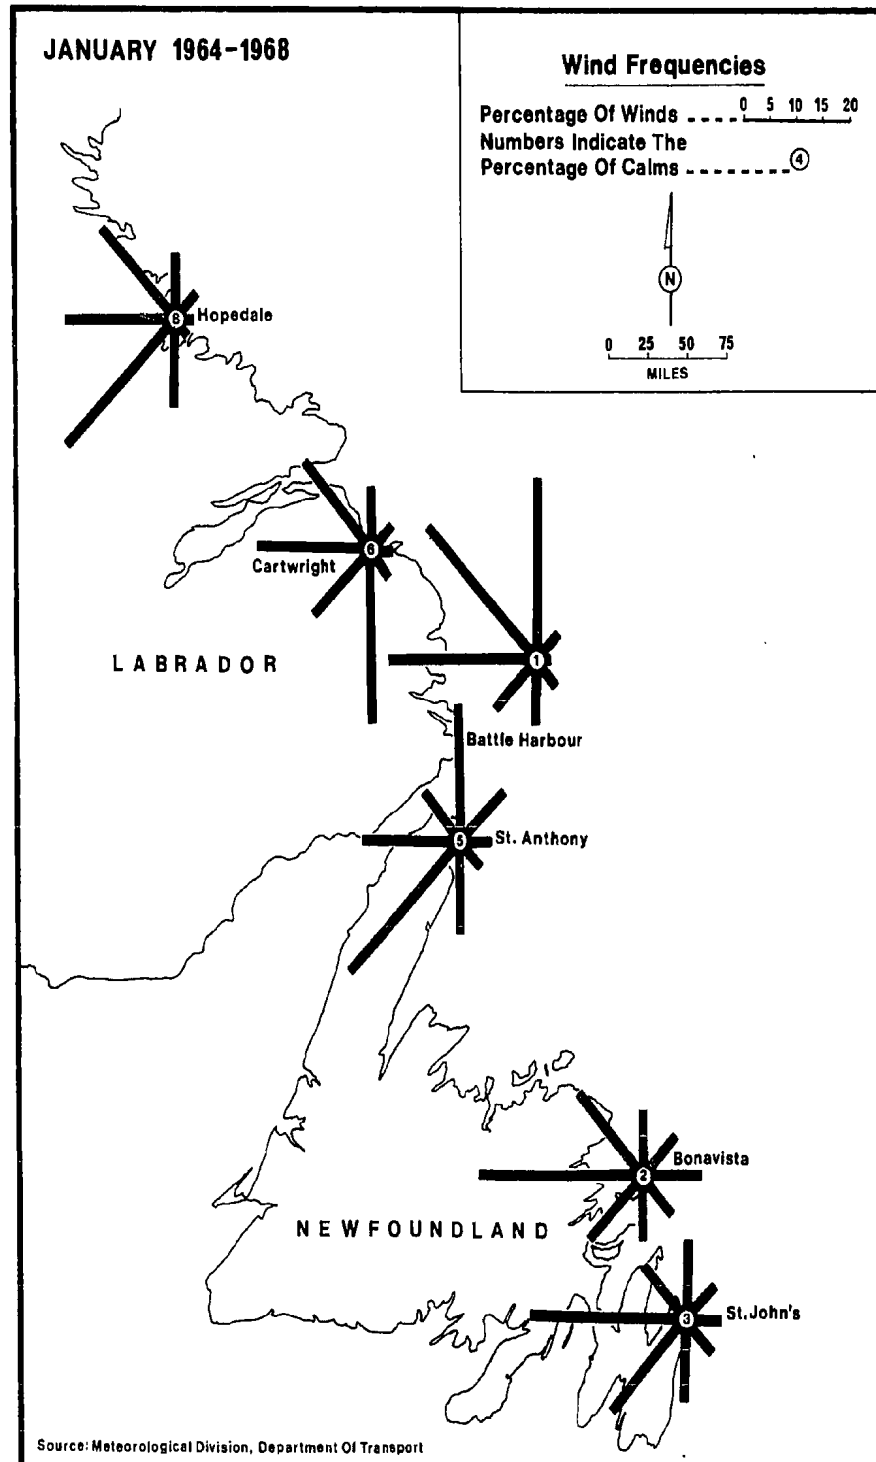 JANUARY 1964-1968
Wind Frequencies
Percentage Of Winds ---- 0 5 10 15 20
Numbers Indicate The
Percentage Of Calms -------- 4
N
0 25 50 75
MILES
8 Hopedale
6
Cartwright
1
LABRADOR
Battle Harbour
5 St. Anthony
Bonavista
2
NEWFOUNDLAND
3 St. John's
Source: Meteorological Division, Department Of Transport